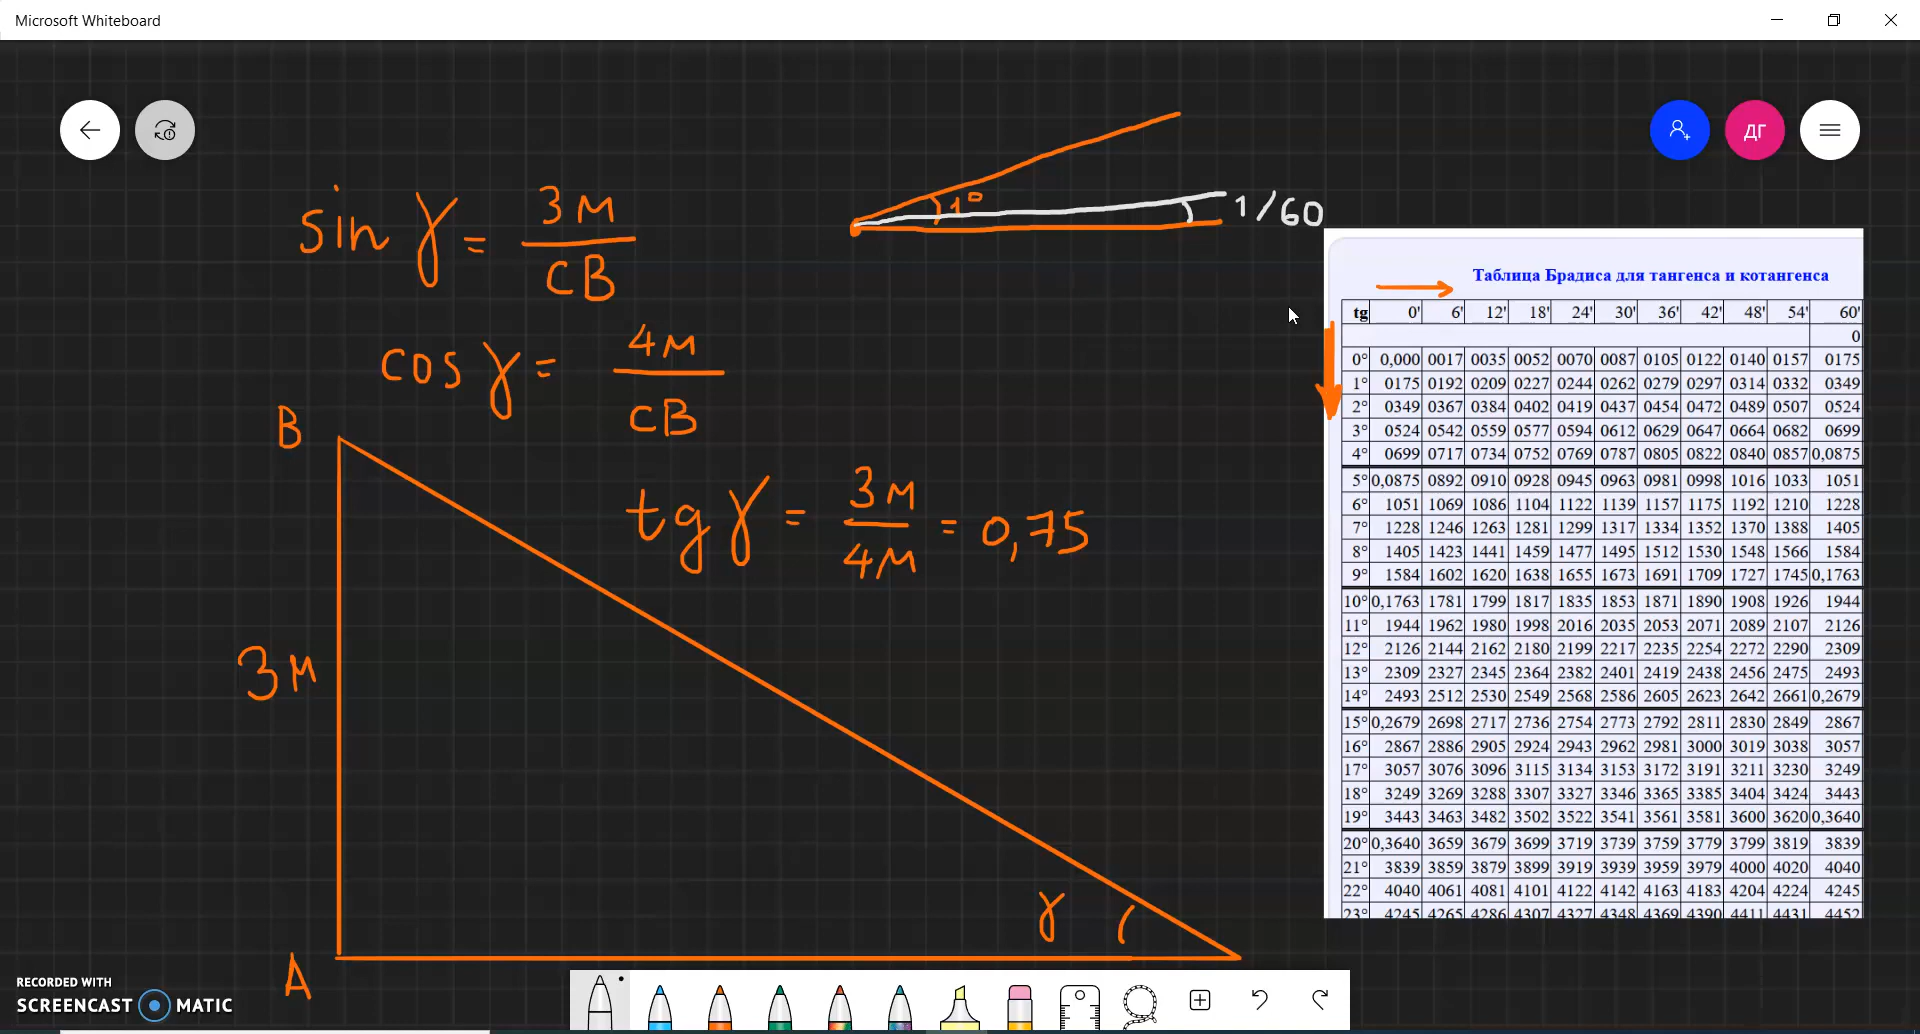 Microsoft Whiteboard
ДГ
sin γ = 3м / CB
1°
1/60
cos γ = 4м / CB
B
tg γ = 3м / 4м = 0,75
3м
γ
A
Таблица Брадиса для тангенса и котангенса
tg 0' 6' 12' 18' 24' 30' 36' 42' 48' 54' 60'
0
0° 0,000 0017 0035 0052 0070 0087 0105 0122 0140 0157 0175
1° 0175 0192 0209 0227 0244 0262 0279 0297 0314 0332 0349
2° 0349 0367 0384 0402 0419 0437 0454 0472 0489 0507 0524
3° 0524 0542 0559 0577 0594 0612 0629 0647 0664 0682 0699
4° 0699 0717 0734 0752 0769 0787 0805 0822 0840 0857 0,0875
5° 0,0875 0892 0910 0928 0945 0963 0981 0998 1016 1033 1051
6° 1051 1069 1086 1104 1122 1139 1157 1175 1192 1210 1228
7° 1228 1246 1263 1281 1299 1317 1334 1352 1370 1388 1405
8° 1405 1423 1441 1459 1477 1495 1512 1530 1548 1566 1584
9° 1584 1602 1620 1638 1655 1673 1691 1709 1727 1745 0,1763
10° 0,1763 1781 1799 1817 1835 1853 1871 1890 1908 1926 1944
11° 1944 1962 1980 1998 2016 2035 2053 2071 2089 2107 2126
12° 2126 2144 2162 2180 2199 2217 2235 2254 2272 2290 2309
13° 2309 2327 2345 2364 2382 2401 2419 2438 2456 2475 2493
14° 2493 2512 2530 2549 2568 2586 2605 2623 2642 2661 0,2679
15° 0,2679 2698 2717 2736 2754 2773 2792 2811 2830 2849 2867
16° 2867 2886 2905 2924 2943 2962 2981 3000 3019 3038 3057
17° 3057 3076 3096 3115 3134 3153 3172 3191 3211 3230 3249
18° 3249 3269 3288 3307 3327 3346 3365 3385 3404 3424 3443
19° 3443 3463 3482 3502 3522 3541 3561 3581 3600 3620 0,3640
20° 0,3640 3659 3679 3699 3719 3739 3759 3779 3799 3819 3839
21° 3839 3859 3879 3899 3919 3939 3959 3979 4000 4020 4040
22° 4040 4061 4081 4101 4122 4142 4163 4183 4204 4224 4245
23° 4245 4265 4286 4307 4327 4348 4369 4390 4411 4431 4452
RECORDED WITH
SCREENCAST MATIC